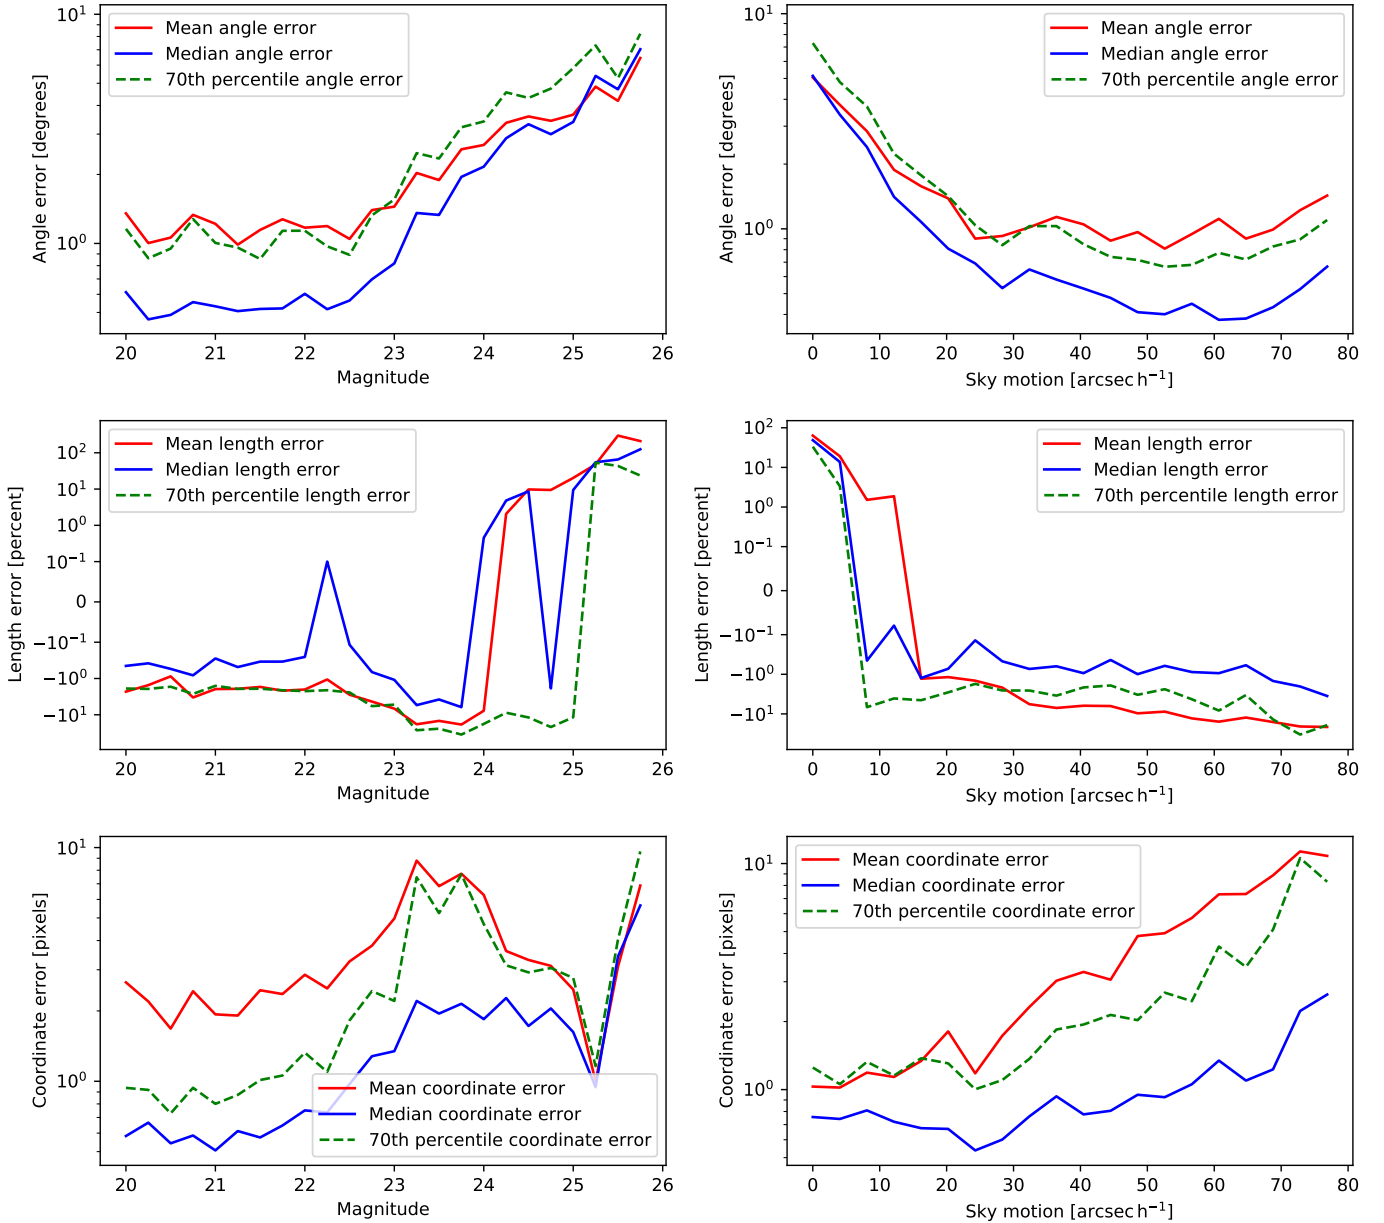 Angle error [degrees]
10¹
10⁰
Mean angle error
Median angle error
70th percentile angle error
20 21 22 23 24 25 26
Magnitude
Angle error [degrees]
10¹
10⁰
Mean angle error
Median angle error
70th percentile angle error
0 10 20 30 40 50 60 70 80
Sky motion [arcsec h⁻¹]
Length error [percent]
10²
10¹
10⁰
10⁻¹
0
−10⁻¹
−10⁰
−10¹
Mean length error
Median length error
70th percentile length error
20 21 22 23 24 25 26
Magnitude
Length error [percent]
10²
10¹
10⁰
10⁻¹
0
−10⁻¹
−10⁰
−10¹
Mean length error
Median length error
70th percentile length error
0 10 20 30 40 50 60 70 80
Sky motion [arcsec h⁻¹]
Coordinate error [pixels]
10¹
10⁰
Mean coordinate error
Median coordinate error
70th percentile coordinate error
20 21 22 23 24 25 26
Magnitude
Coordinate error [pixels]
10¹
10⁰
Mean coordinate error
Median coordinate error
70th percentile coordinate error
0 10 20 30 40 50 60 70 80
Sky motion [arcsec h⁻¹]